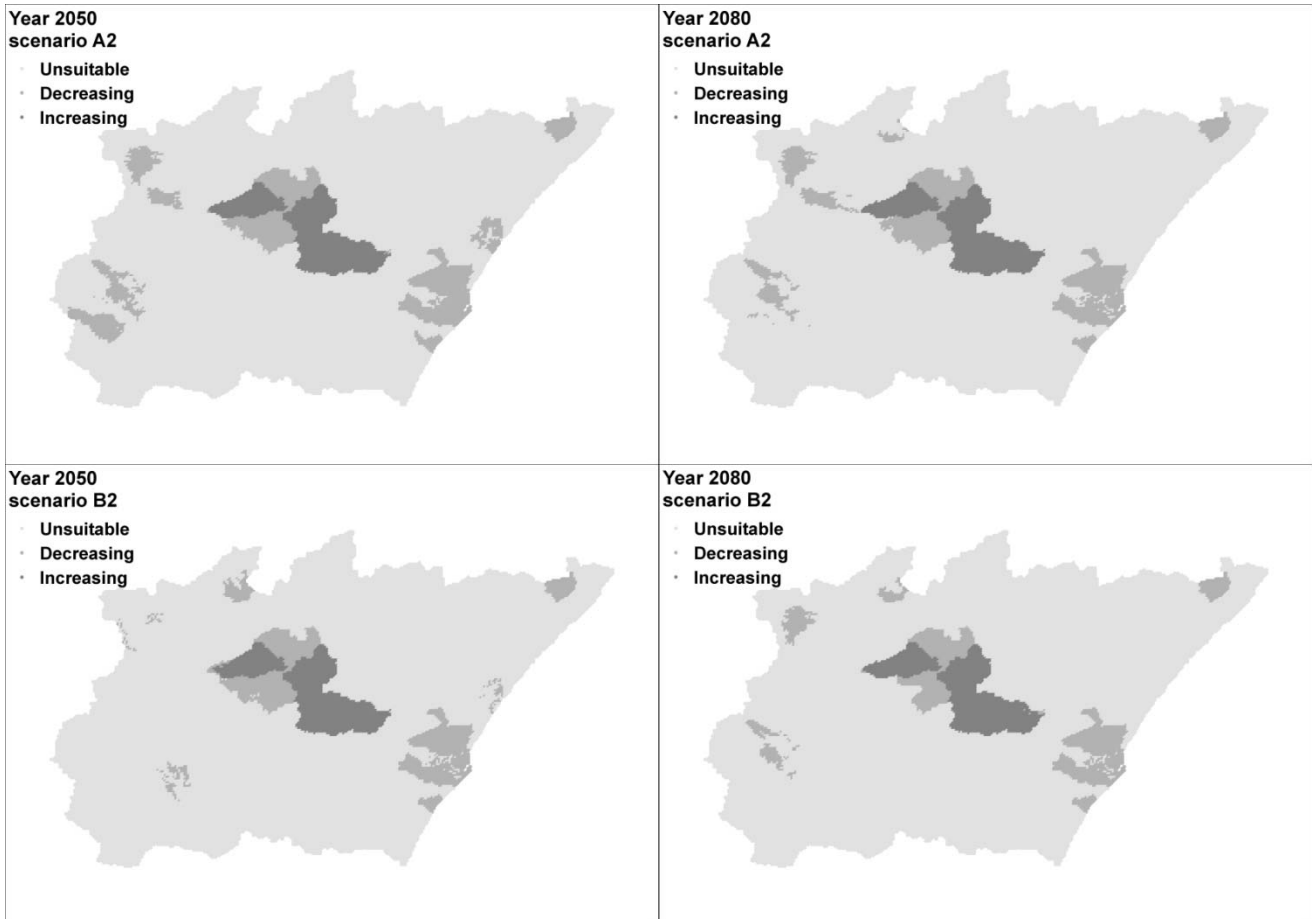 Year 2050
scenario A2
Unsuitable
Decreasing
Increasing
Year 2080
scenario A2
Unsuitable
Decreasing
Increasing
Year 2050
scenario B2
Unsuitable
Decreasing
Increasing
Year 2080
scenario B2
Unsuitable
Decreasing
Increasing